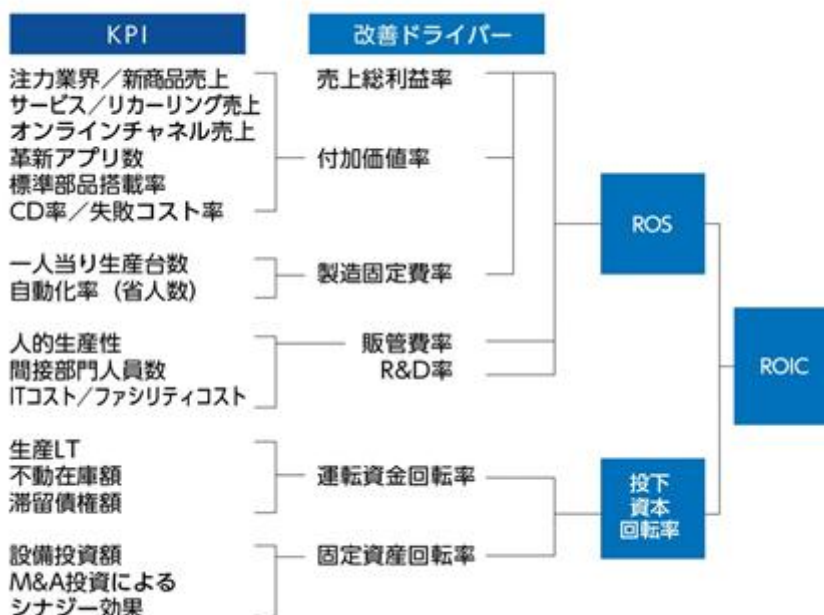 KPI
改善ドライバー
注力業界／新商品売上
サービス／リカーリング売上
オンラインチャネル売上
革新アプリ数
標準部品搭載率
CD率／失敗コスト率
売上総利益率
付加価値率
一人当り生産台数
自動化率（省人数）
製造固定費率
人的生産性
間接部門人員数
ITコスト／ファシリティコスト
販管費率
R&D率
生産LT
不動在庫額
滞留債権額
運転資金回転率
設備投資額
M&A投資による
シナジー効果
固定資産回転率
ROS
投下
資本
回転率
ROIC